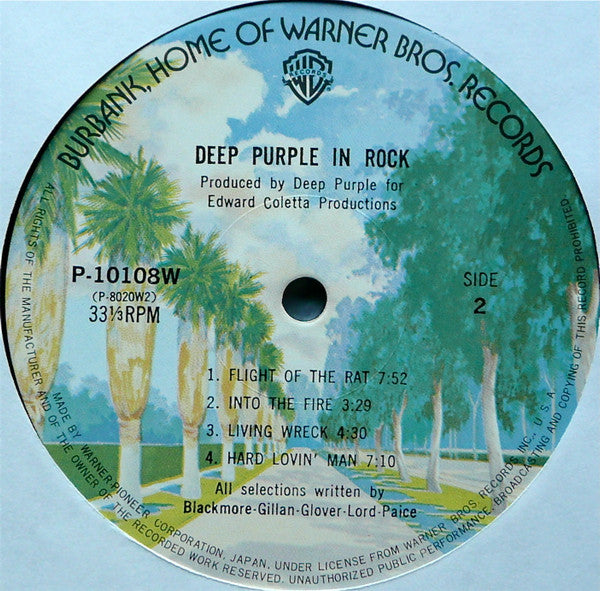 BURBANK, HOME OF WARNER BROS. RECORDS
WB
RECORDS
DEEP PURPLE IN ROCK
Produced by Deep Purple for
Edward Coletta Productions
P-10108W
(P-8020W2)
33⅓RPM
SIDE
2
1. FLIGHT OF THE RAT 7:52
2. INTO THE FIRE 3:29
3. LIVING WRECK 4:30
4. HARD LOVIN' MAN 7:10
All selections written by
Blackmore-Gillan-Glover-Lord-Paice
MADE BY WARNER-PIONEER CORPORATION, JAPAN, UNDER LICENSE FROM WARNER BROS RECORDS INC., U.S.A.
ALL RIGHTS OF THE MANUFACTURER AND OF THE OWNER OF THE RECORDED WORK RESERVED. UNAUTHORIZED PUBLIC PERFORMANCE, BROADCASTING AND COPYING OF THIS RECORD PROHIBITED